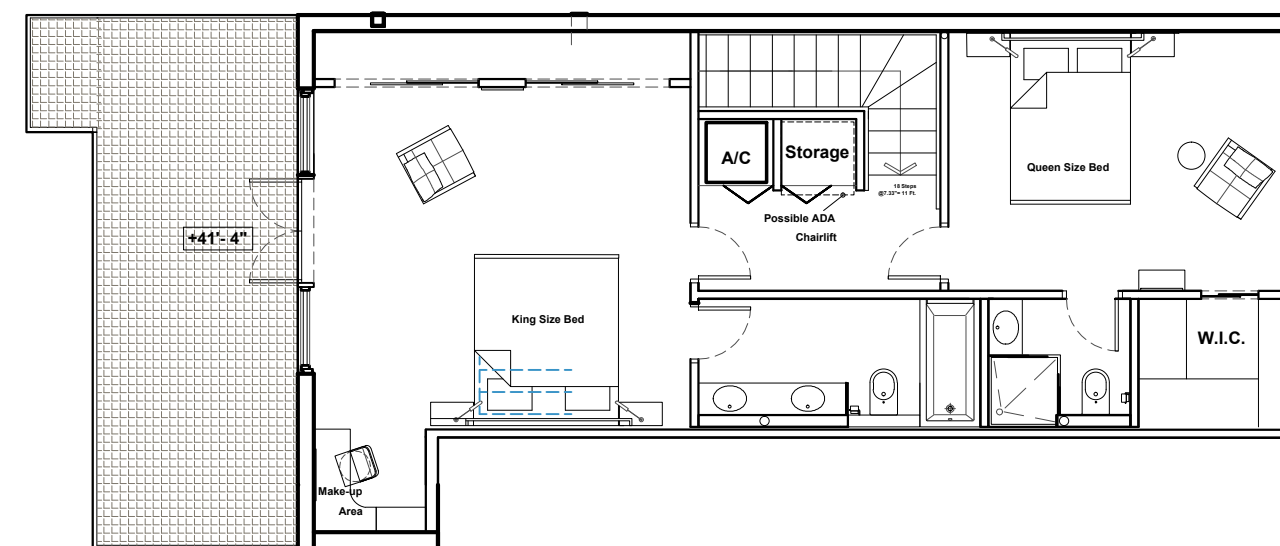 A/C
Storage
Queen Size Bed
18 Steps
@7.33"= 11 Ft.
Possible ADA
Chairlift
+41'- 4"
King Size Bed
W.I.C.
Make-up
Area